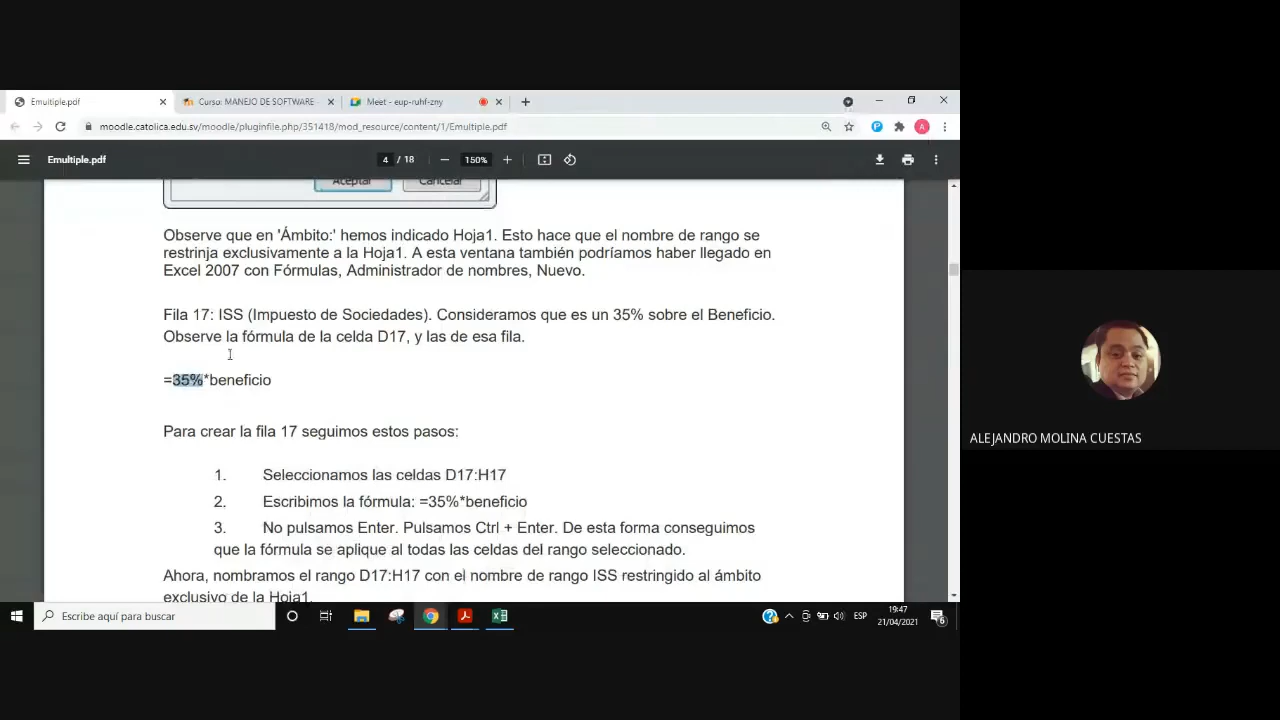 Emultiple.pdf
Curso: MANEJO DE SOFTWARE
Meet - eup-ruhf-zny
moodle.catolica.edu.sv/moodle/pluginfile.php/351418/mod_resource/content/1/Emultiple.pdf
Emultiple.pdf
4 / 18
150%
Aceptar
Cancelar
Observe que en 'Ámbito:' hemos indicado Hoja1. Esto hace que el nombre de rango se
restrinja exclusivamente a la Hoja1. A esta ventana también podríamos haber llegado en
Excel 2007 con Fórmulas, Administrador de nombres, Nuevo.
Fila 17: ISS (Impuesto de Sociedades). Consideramos que es un 35% sobre el Beneficio.
Observe la fórmula de la celda D17, y las de esa fila.
=35%*beneficio
Para crear la fila 17 seguimos estos pasos:
1. Seleccionamos las celdas D17:H17
2. Escribimos la fórmula: =35%*beneficio
3. No pulsamos Enter. Pulsamos Ctrl + Enter. De esta forma conseguimos
que la fórmula se aplique al todas las celdas del rango seleccionado.
Ahora, nombramos el rango D17:H17 con el nombre de rango ISS restringido al ámbito
exclusivo de la Hoja1.
ALEJANDRO MOLINA CUESTAS
Escribe aquí para buscar
ESP
19:47
21/04/2021
6